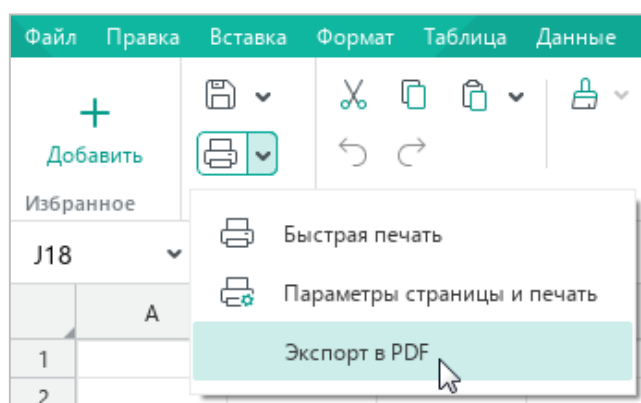 Файл Правка Вставка Формат Таблица Данные
Добавить
Избранное
Быстрая печать
J18
Параметры страницы и печать
A
Экспорт в PDF
1
2